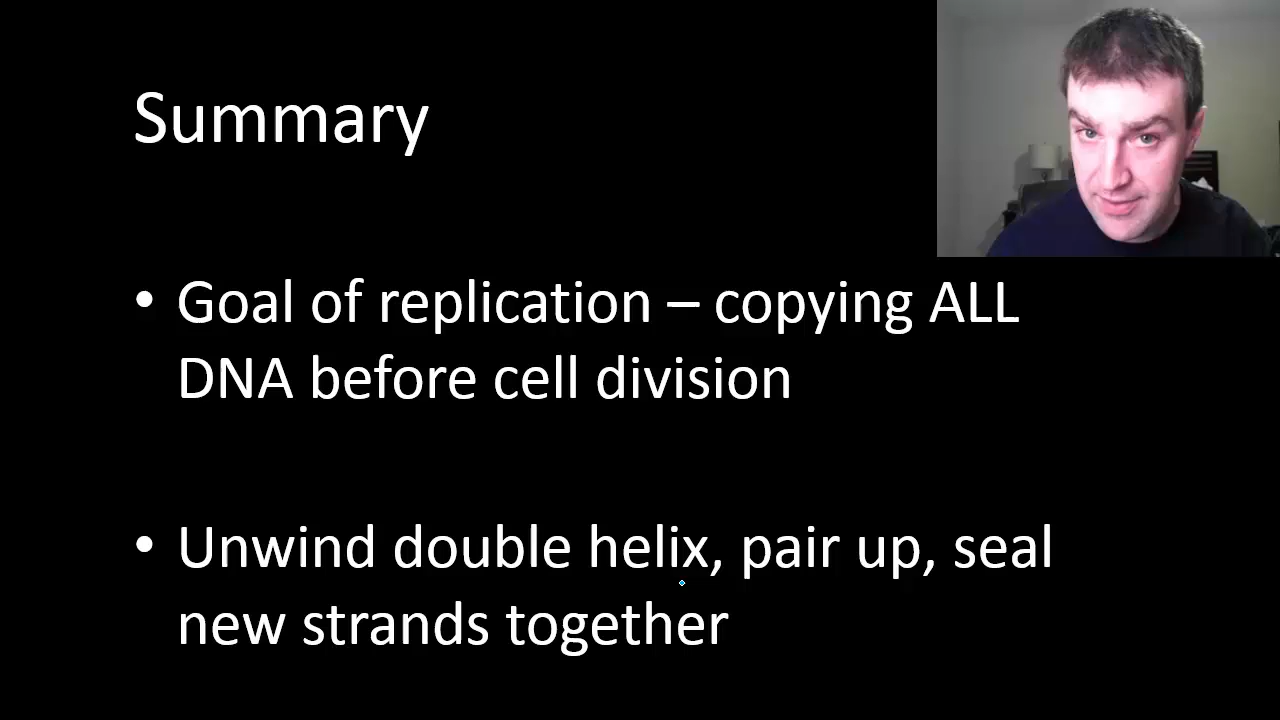 Summary
• Goal of replication – copying ALL
DNA before cell division
• Unwind double helix, pair up, seal
new strands together